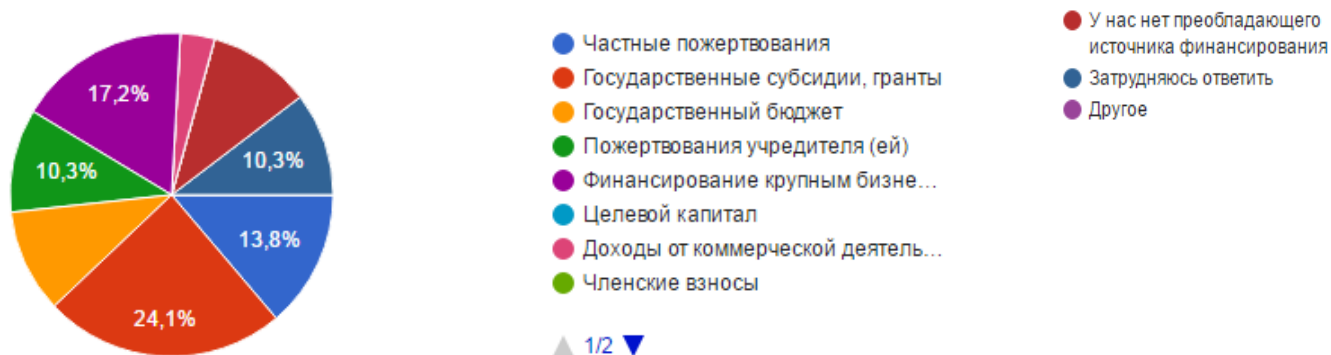 17,2%
10,3%
10,3%
13,8%
24,1%
Частные пожертвования
Государственные субсидии, гранты
Государственный бюджет
Пожертвования учредителя (ей)
Финансирование крупным бизне...
Целевой капитал
Доходы от коммерческой деятель...
Членские взносы
1/2
У нас нет преобладающего
источника финансирования
Затрудняюсь ответить
Другое